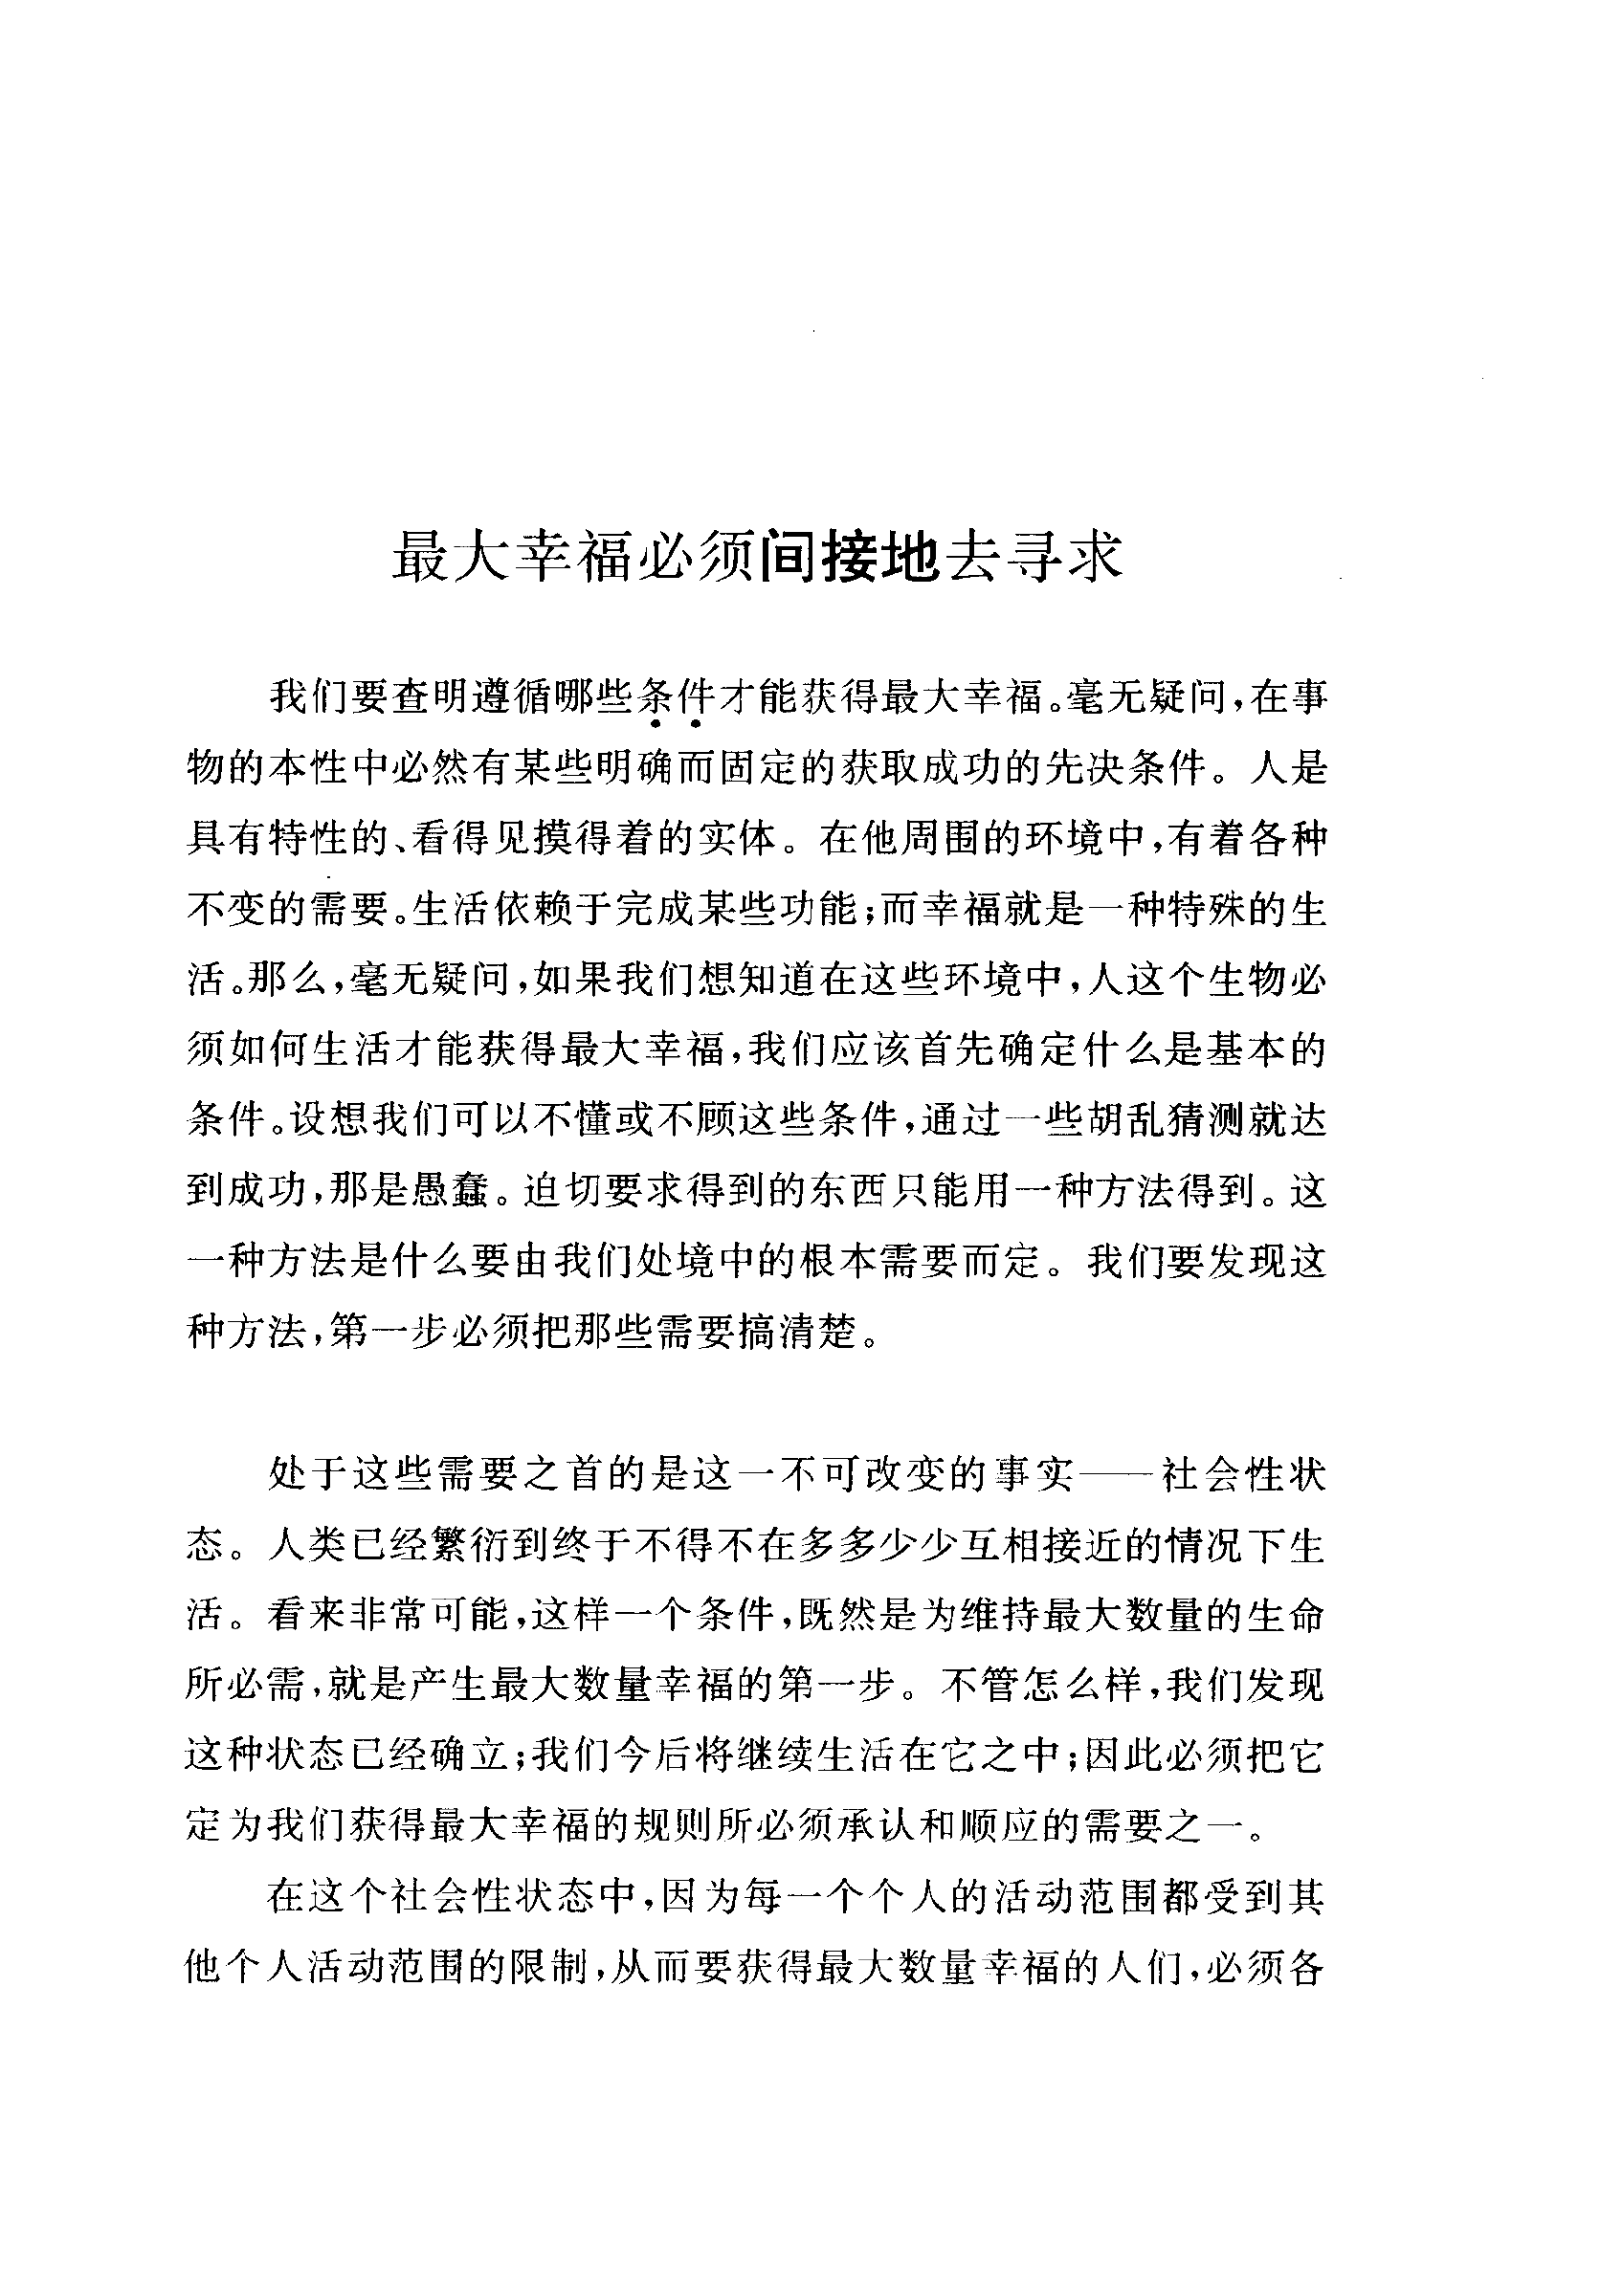 最大幸福必须间接地去寻求
我们要查明遵循哪些条件才能获得最大幸福。毫无疑问,在事
物的本性中必然有某些明确而固定的获取成功的先决条件。人是
具有特性的、看得见摸得着的实体。在他周围的环境中,有着各种
不变的需要。生活依赖于完成某些功能;而幸福就是一种特殊的生
活。那么,毫无疑问,如果我们想知道在这些环境中,人这个生物必
须如何生活才能获得最大幸福,我们应该首先确定什么是基本的
条件。设想我们可以不懂或不顾这些条件,通过一些胡乱猜测就达
到成功,那是愚蠢。迫切要求得到的东西只能用一种方法得到。这
一种方法是什么要由我们处境中的根本需要而定。我们要发现这
种方法,第一步必须把那些需要搞清楚。
处于这些需要之首的是这一不可改变的事实——社会性状
态。人类已经繁衍到终于不得不在多多少少互相接近的情况下生
活。看来非常可能,这样一个条件,既然是为维持最大数量的生命
所必需,就是产生最大数量幸福的第一步。不管怎么样,我们发现
这种状态已经确立;我们今后将继续生活在它之中;因此必须把它
定为我们获得最大幸福的规则所必须承认和顺应的需要之一。
在这个社会性状态中,因为每一个个人的活动范围都受到其
他个人活动范围的限制,从而要获得最大数量幸福的人们,必须各